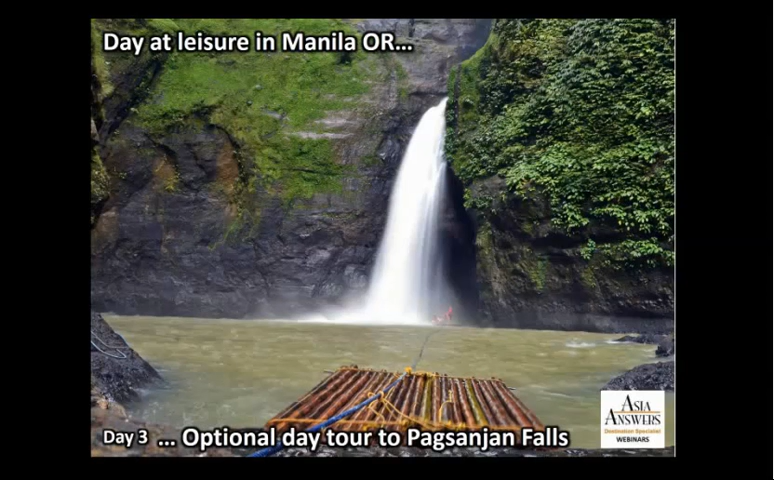 Day at leisure in Manila OR...
Day 3 ... Optional day tour to Pagsanjan Falls
ASIA
ANSWERS
Destination Specialist
WEBINARS